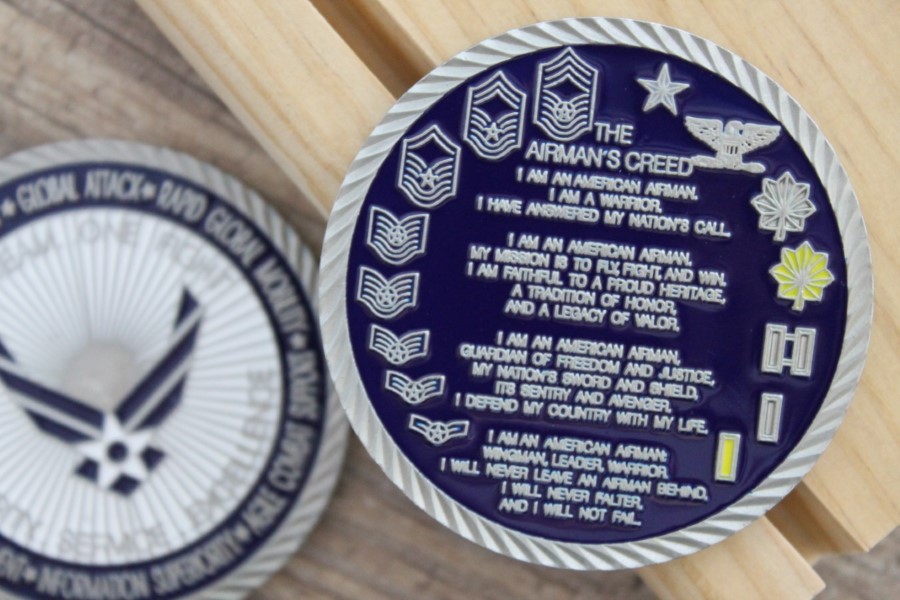 GLOBAL ATTACK★ RAPID GLOBAL MOBILITY★
AGILE COMBAT SUPPORT
★INFORMATION SUPERIORITY★
SERVICE
EXCELLENCE
THE
AIRMAN'S CREED
I AM AN AMERICAN AIRMAN.
I AM A WARRIOR,
I HAVE ANSWERED MY NATION'S CALL.
I AM AN AMERICAN AIRMAN,
MY MISSION IS TO FLY, FIGHT, AND WIN.
I AM FAITHFUL TO A PROUD HERITAGE,
A TRADITION OF HONOR,
AND A LEGACY OF VALOR,
I AM AN AMERICAN AIRMAN,
GUARDIAN OF FREEDOM AND JUSTICE,
MY NATION'S SWORD AND SHIELD,
ITS SENTRY AND AVENGER,
I DEFEND MY COUNTRY WITH MY LIFE.
I AM AN AMERICAN AIRMAN:
WINGMAN, LEADER, WARRIOR.
I WILL NEVER LEAVE AN AIRMAN BEHIND,
I WILL NEVER FALTER,
AND I WILL NOT FAIL.